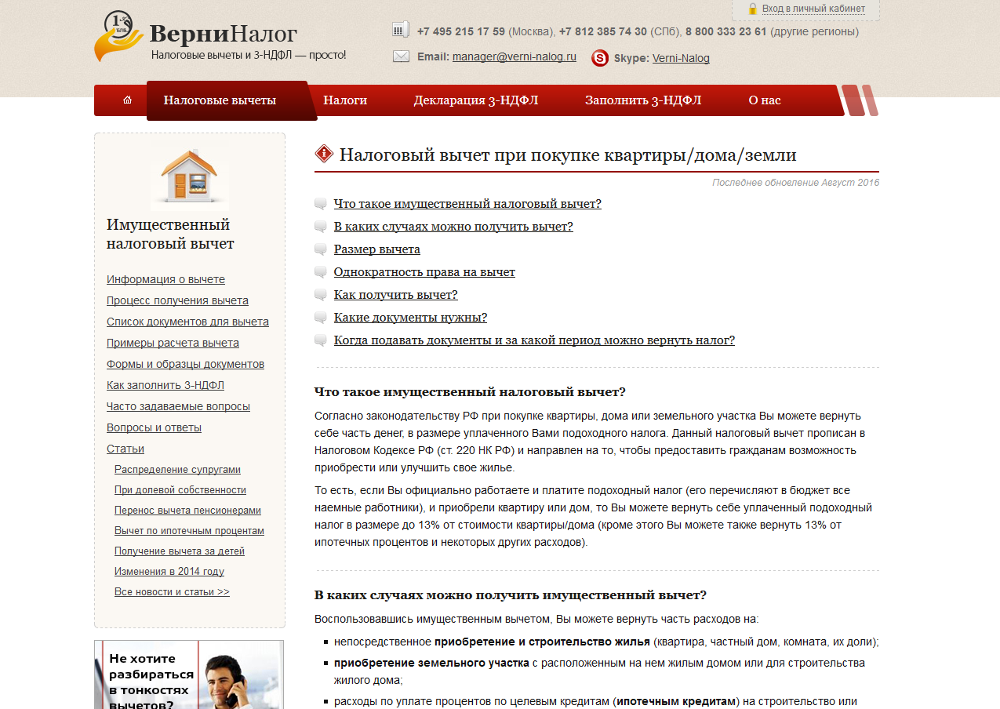 Вход в личный кабинет
1-й
ВПВ
ВерниНалог
Налоговые вычеты и 3-НДФЛ — просто!
+7 495 215 17 59 (Москва), +7 812 385 74 30 (СПб), 8 800 333 23 61 (другие регионы)
Email: manager@verni-nalog.ru
Skype: Verni-Nalog
Налоговые вычеты
Налоги
Декларация 3-НДФЛ
Заполнить 3-НДФЛ
О нас
Имущественный
налоговый вычет
Информация о вычете
Процесс получения вычета
Список документов для вычета
Примеры расчета вычета
Формы и образцы документов
Как заполнить 3-НДФЛ
Часто задаваемые вопросы
Вопросы и ответы
Статьи
Распределение супругами
При долевой собственности
Перенос вычета пенсионерами
Вычет по ипотечным процентам
Получение вычета за детей
Изменения в 2014 году
Все новости и статьи >>
Не хотите
разбираться
в тонкостях
вычетов?
Налоговый вычет при покупке квартиры/дома/земли
Последнее обновление Август 2016
Что такое имущественный налоговый вычет?
В каких случаях можно получить вычет?
Размер вычета
Однократность права на вычет
Как получить вычет?
Какие документы нужны?
Когда подавать документы и за какой период можно вернуть налог?
Что такое имущественный налоговый вычет?
Согласно законодательству РФ при покупке квартиры, дома или земельного участка Вы можете вернуть
себе часть денег, в размере уплаченного Вами подоходного налога. Данный налоговый вычет прописан в
Налоговом Кодексе РФ (ст. 220 НК РФ) и направлен на то, чтобы предоставить гражданам возможность
приобрести или улучшить свое жилье.
То есть, если Вы официально работаете и платите подоходный налог (его перечисляют в бюджет все
наемные работники), и приобрели квартиру или дом, то Вы можете вернуть себе уплаченный подоходный
налог в размере до 13% от стоимости квартиры/дома (кроме этого Вы можете также вернуть 13% от
ипотечных процентов и некоторых других расходов).
В каких случаях можно получить имущественный вычет?
Воспользовавшись имущественным вычетом, Вы можете вернуть часть расходов на:
непосредственное приобретение и строительство жилья (квартира, частный дом, комната, их доли);
приобретение земельного участка с расположенным на нем жилым домом или для строительства
жилого дома;
расходы по уплате процентов по целевым кредитам (ипотечным кредитам) на строительство или